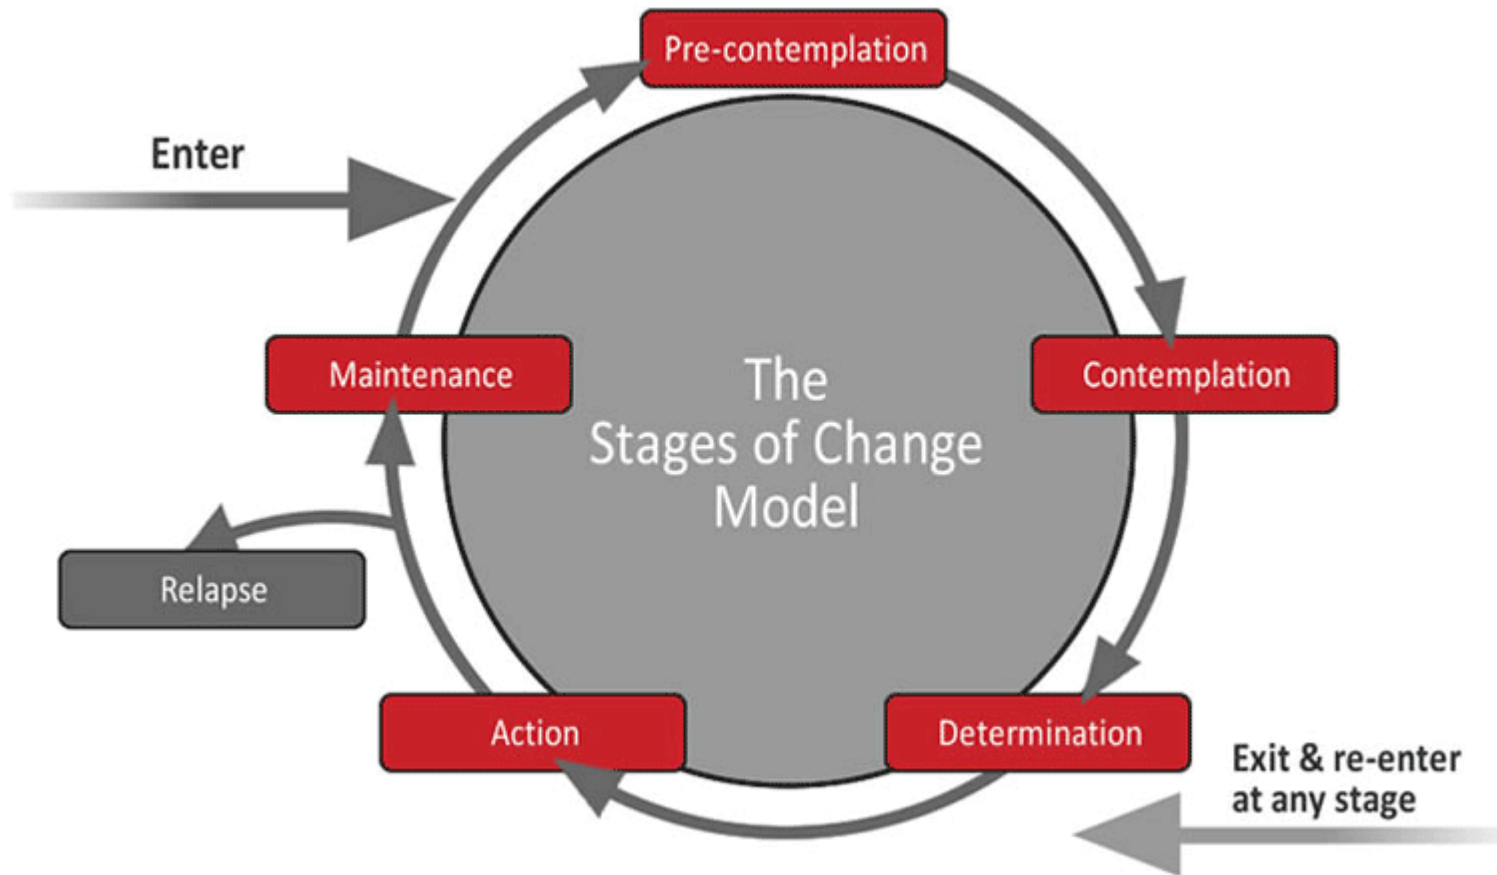 Pre-contemplation
Enter
Maintenance
Contemplation
The
Stages of Change
Model
Relapse
Action
Determination
Exit & re-enter
at any stage